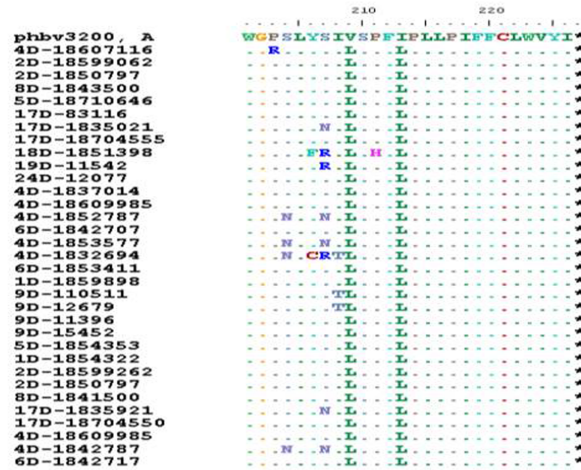 210 220
phbv3200, A WGPSLYSIVSPFIPLLPIFFCLWVYI*
4D-18607116 ..R.....L...L.............*
2D-18599062 ........L...L.............*
2D-1850797 ........L...L.............*
8D-1843500 ........L...L.............*
5D-18710646 ........L...L.............*
17D-83116 ........L...L.............*
17D-1835021 ......N.L...L.............*
17D-18704555 ........L...L.............*
18D-1851398 .....FR.L.H.L.............*
19D-11542 ......R.L...L.............*
24D-12077 ........L...L.............*
4D-1837014 ........L...L.............*
4D-18609985 ........L...L.............*
4D-1852787 ...N..N.L...L.............*
6D-1842707 ........L...L.............*
4D-1853577 ...N..N.L...L.............*
4D-1832694 ...N.CRTL...L.............*
6D-1853411 ........L...L.............*
1D-1859898 ........L...L.............*
9D-110511 .......TL...L.............*
9D-12679 .......TL...L.............*
9D-11396 ........L...L.............*
9D-15452 ........L...L.............*
5D-1854353 ........L...L.............*
1D-1854322 ........L...L.............*
2D-18599262 ........L...L.............*
2D-1850797 ........L...L.............*
8D-1841500 ........L...L.............*
17D-1835921 ......N.L...L.............*
17D-18704550 ........L...L.............*
4D-18609985 ........L...L.............*
4D-1842787 ...N..N.L...L.............*
6D-1842717 ........L...L.............*